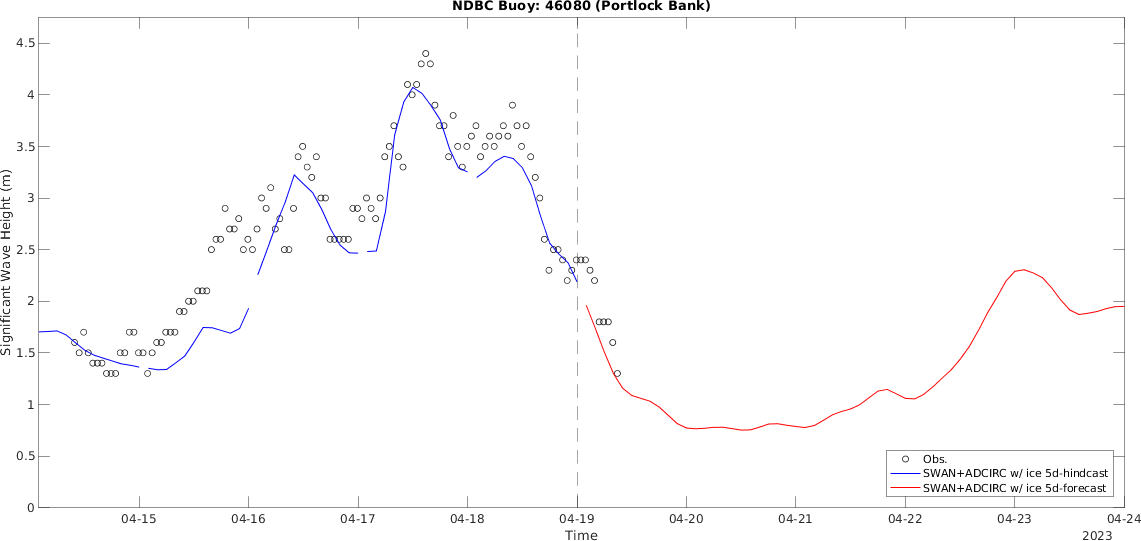 NDBC Buoy: 46080 (Portlock Bank)
Significant Wave Height (m)
4.5
4
3.5
3
2.5
2
1.5
1
0.5
0
Obs.
SWAN+ADCIRC w/ ice 5d-hindcast
SWAN+ADCIRC w/ ice 5d-forecast
04-15 04-16 04-17 04-18 04-19 04-20 04-21 04-22 04-23 04-24
Time
2023